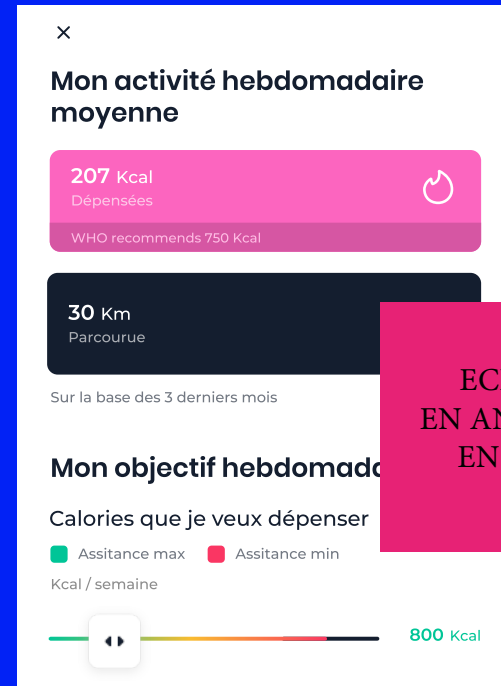 Mon activité hebdomadaire
moyenne
207 Kcal
Dépensées
WHO recommends 750 Kcal
30 Km
Parcourue
Sur la base des 3 derniers mois
EN
Mon objectif
Calories que je veux dépenser
Assitance max
Assitance min
Kcal / semaine
800 Kcal